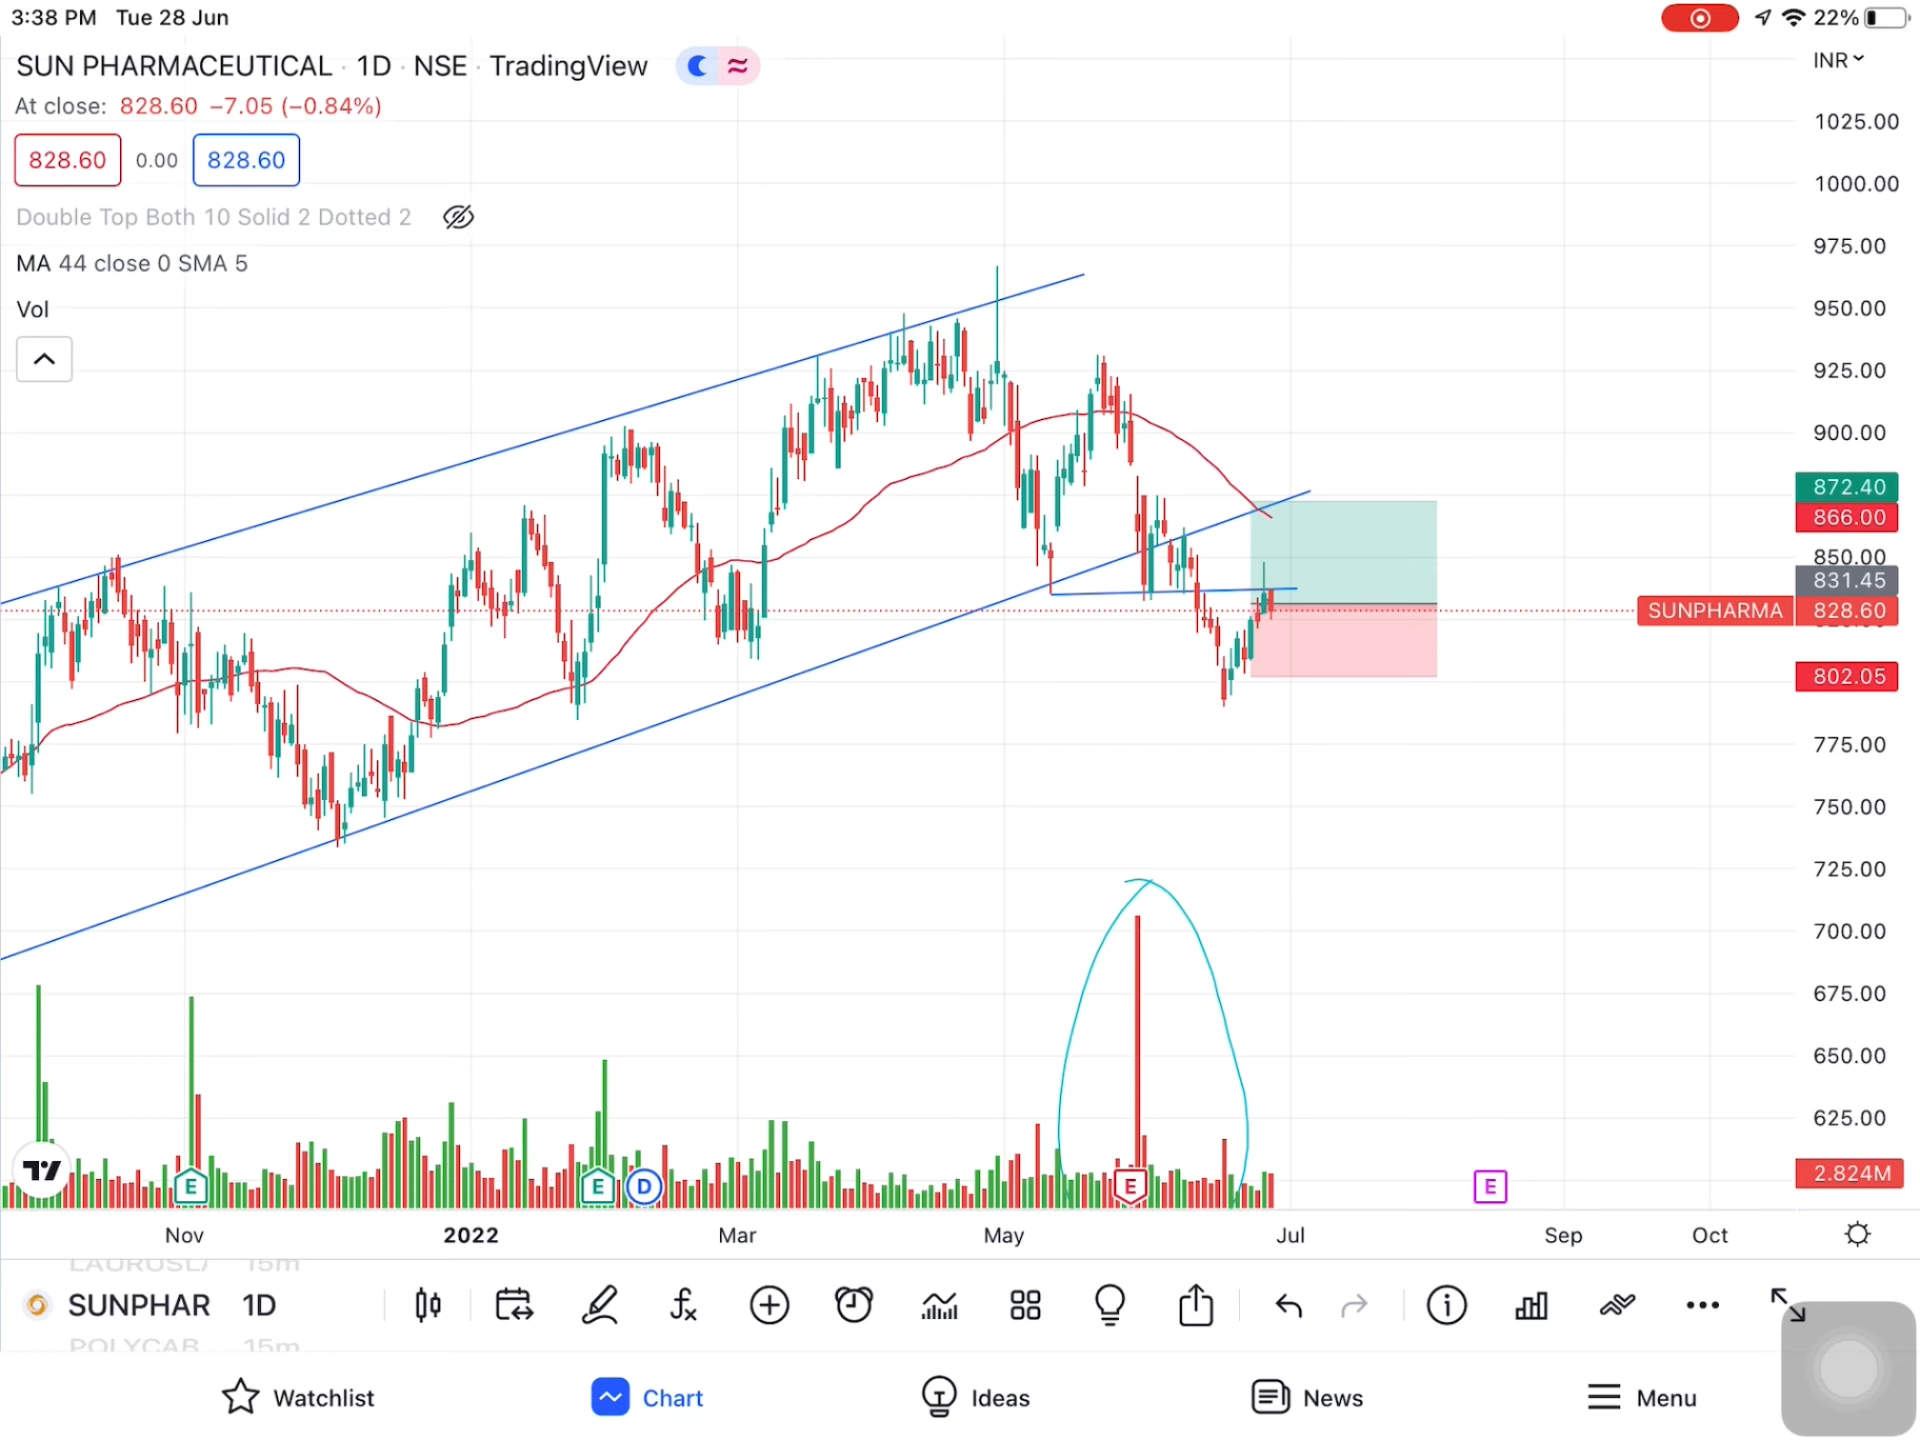 3:38 PM Tue 28 Jun 22%
SUN PHARMACEUTICAL · 1D · NSE · TradingView
INR
At close: 828.60 −7.05 (−0.84%)
828.60 0.00 828.60
Double Top Both 10 Solid 2 Dotted 2
MA 44 close 0 SMA 5
Vol
1025.00
1000.00
975.00
950.00
925.00
900.00
872.40
866.00
850.00
831.45
SUNPHARMA 828.60
802.05
775.00
750.00
725.00
700.00
675.00
650.00
625.00
2.824M
E E D E E
Nov 2022 Mar May Jul Sep Oct
15m
SUNPHAR 1D
POLYCAB 15m
Watchlist Chart Ideas News Menu